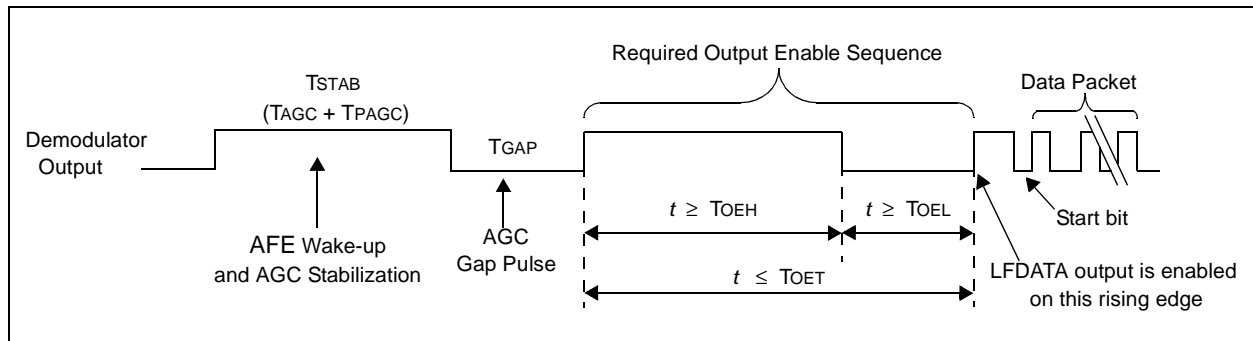 Required Output Enable Sequence
Data Packet
TSTAB
(TAGC + TPAGC)
Demodulator
Output
TGAP
t ≥ TOEH
t ≥ TOEL
Start bit
AFE Wake-up
and AGC Stabilization
AGC
Gap Pulse
t ≤ TOET
LFDATA output is enabled
on this rising edge